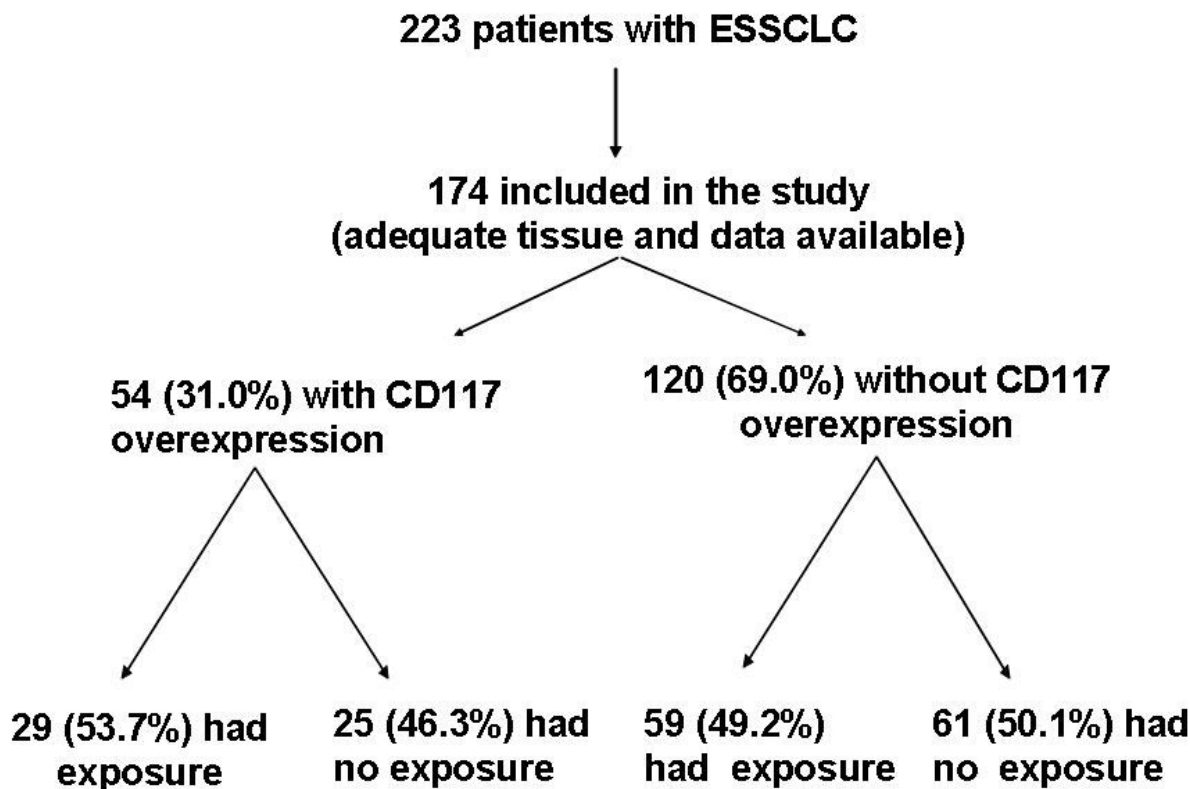 223 patients with ESSCLC
174 included in the study
(adequate tissue and data available)
54 (31.0%) with CD117
overexpression
120 (69.0%) without CD117
overexpression
29 (53.7%) had
exposure
25 (46.3%) had
no exposure
59 (49.2%)
had exposure
61 (50.1%) had
no exposure